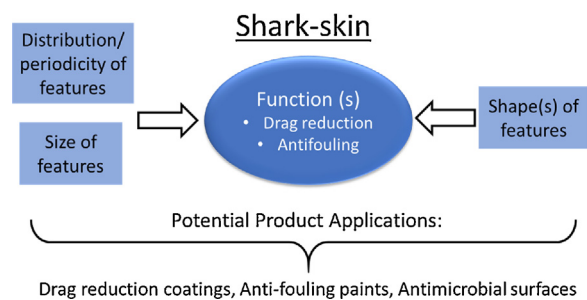 Shark-skin
Distribution/
periodicity of
features
Size of
features
Function (s)
• Drag reduction
• Antifouling
Shape(s) of
features
Potential Product Applications:
Drag reduction coatings, Anti-fouling paints, Antimicrobial surfaces